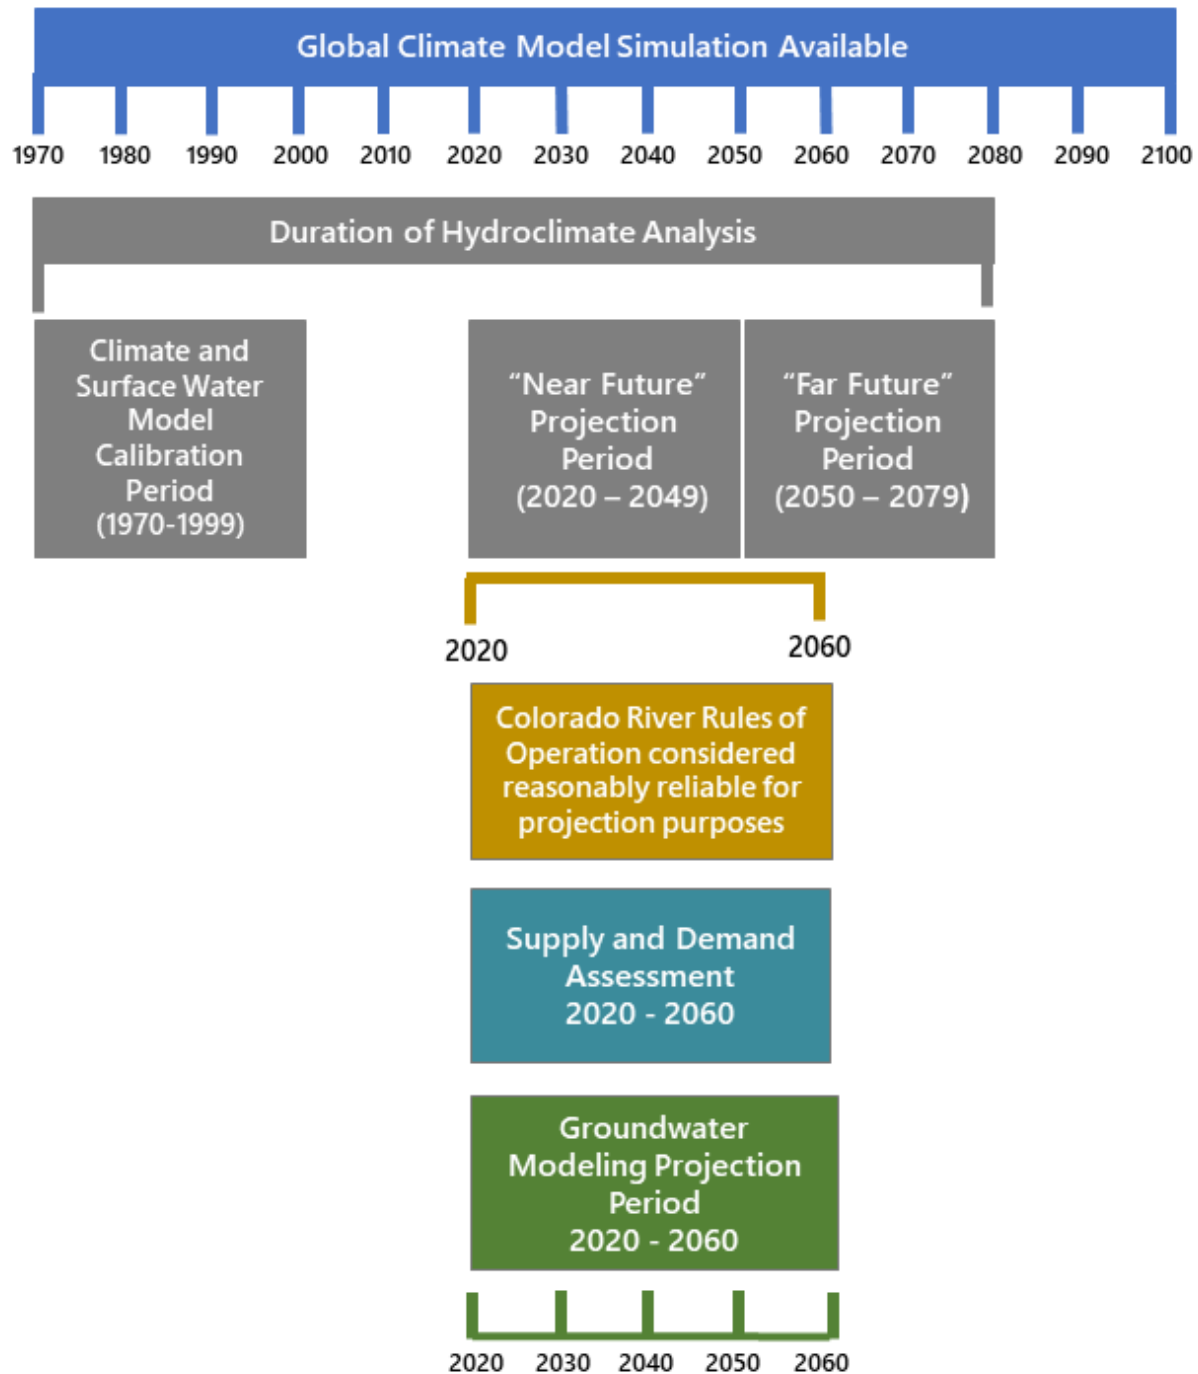 Global Climate Model Simulation Available
1970 1980 1990 2000 2010 2020 2030 2040 2050 2060 2070 2080 2090 2100
Duration of Hydroclimate Analysis
Climate and
Surface Water
Model
Calibration
Period
(1970-1999)
“Near Future”
Projection
Period
(2020 – 2049)
“Far Future”
Projection
Period
(2050 – 2079)
2020 2060
Colorado River Rules of
Operation considered
reasonably reliable for
projection purposes
Supply and Demand
Assessment
2020 - 2060
Groundwater
Modeling Projection
Period
2020 - 2060
2020 2030 2040 2050 2060